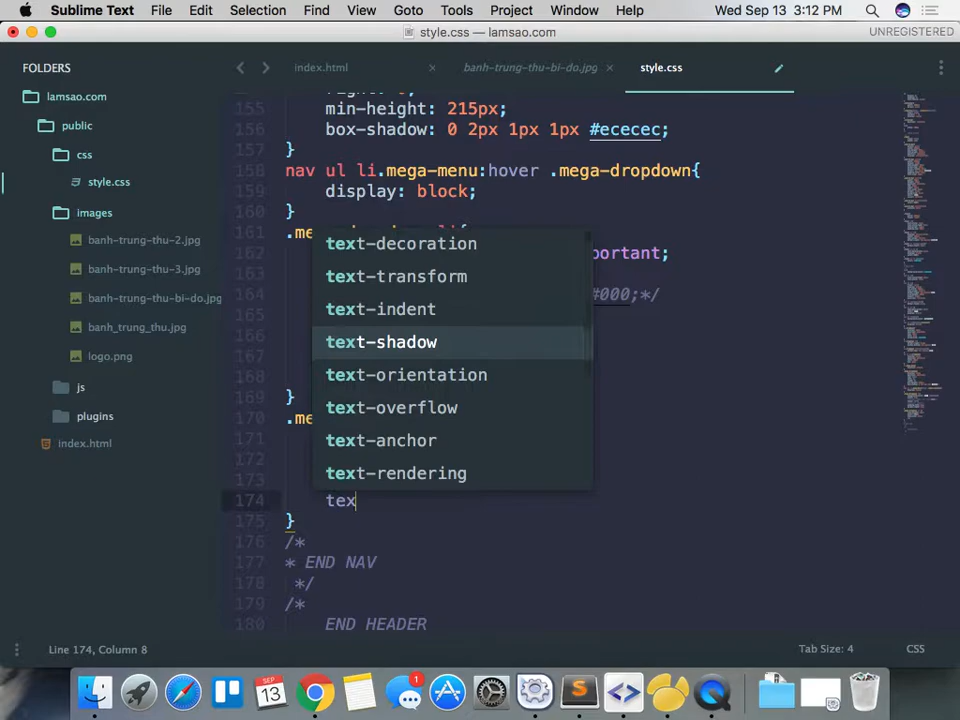 Sublime Text File Edit Selection Find View Goto Tools Project Window Help Wed Sep 13 3:12 PM
style.css — lamsao.com UNREGISTERED
FOLDERS
lamsao.com
public
css
style.css
images
banh-trung-thu-2.jpg
banh-trung-thu-3.jpg
banh-trung-thu-bi-do.jpg
banh_trung_thu.jpg
logo.png
js
plugins
index.html
index.html banh-trung-thu-bi-do.jpg style.css
155 min-height: 215px;
156 box-shadow: 0 2px 1px 1px #ececec;
157 }
158 nav ul li.mega-menu:hover .mega-dropdown{
159 display: block;
160 }
161 .me
162 portant;
163
164 #000;*/
165
166
167
168
169 }
170 .me
171
172
173
174 tex
175 }
176 /*
177 * END NAV
178 */
179 /*
180 END HEADER
text-decoration
text-transform
text-indent
text-shadow
text-orientation
text-overflow
text-anchor
text-rendering
Line 174, Column 8 Tab Size: 4 CSS
SEP
13
1